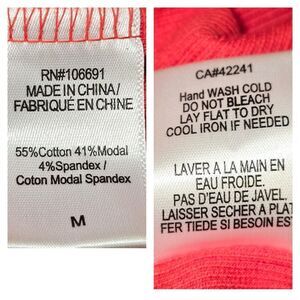 RN#106691
MADE IN CHINA/
FABRIQUÉ EN CHINE
55%Cotton 41%Modal
4%Spandex /
Coton Modal Spandex
M
CA#42241
Hand WASH COLD
DO NOT BLEACH
LAY FLAT TO DRY
COOL IRON IF NEEDED
LAVER A LA MAIN EN
EAU FROIDE.
PAS D'EAU DE JAVEL.
LAISSER SECHER A PLAT
FER TIEDE SI BESOIN EST